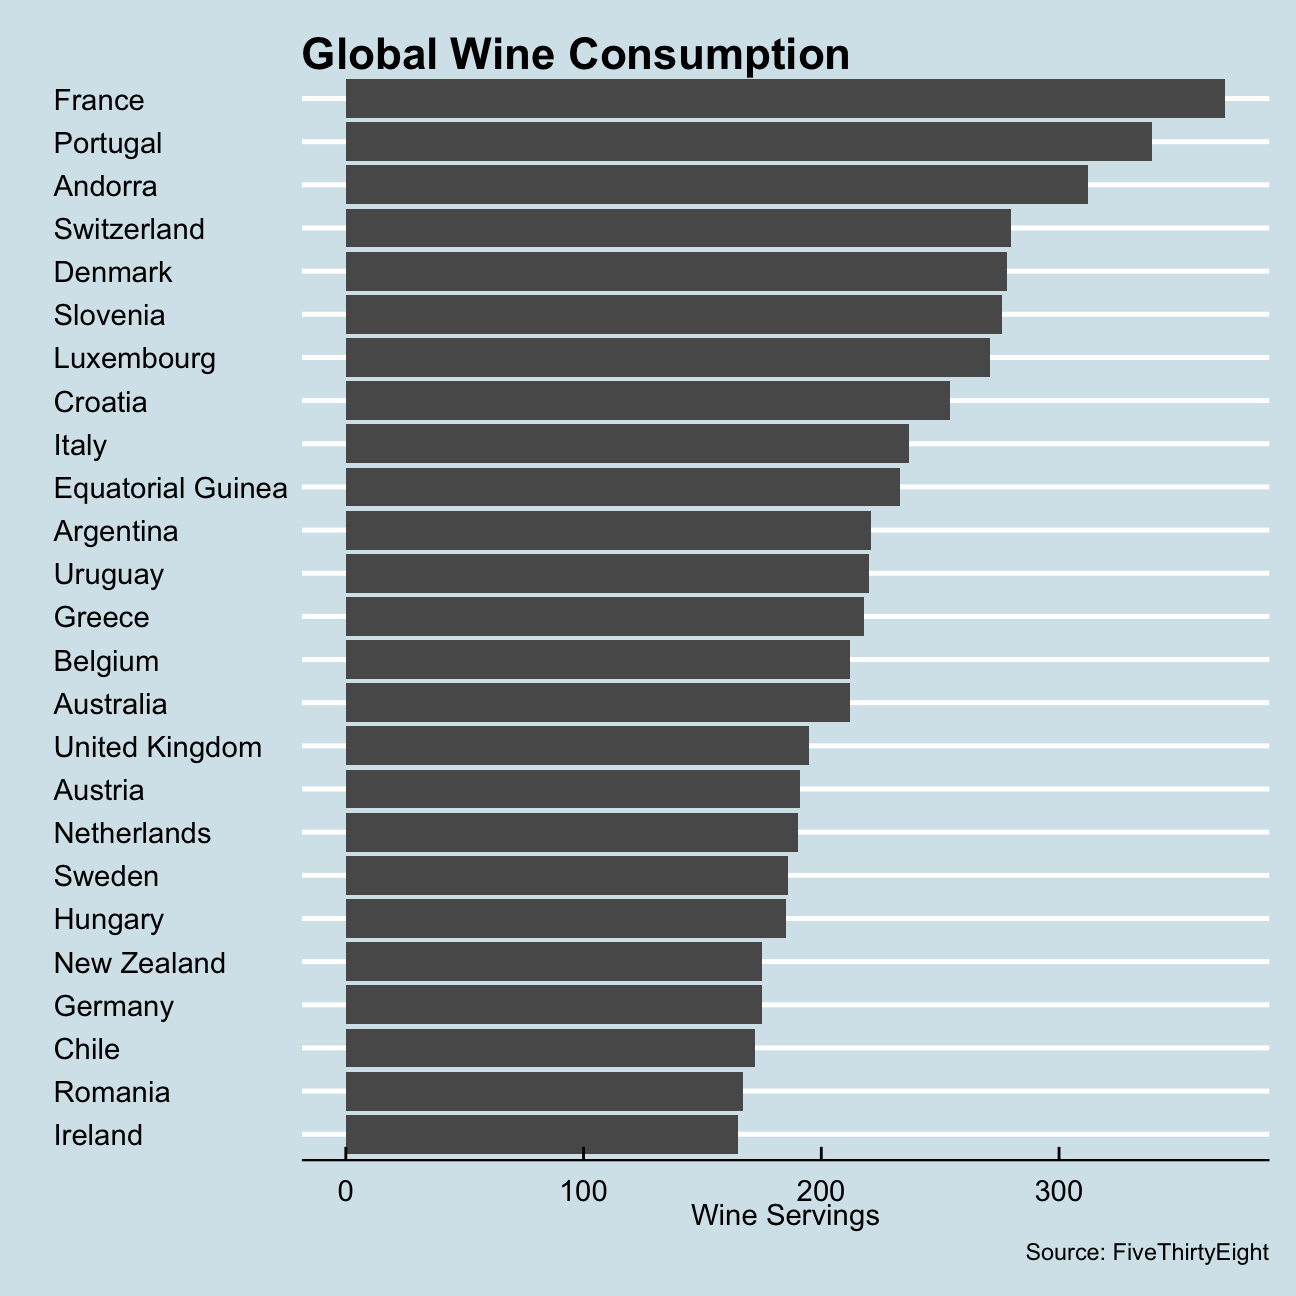 Global Wine Consumption
France
Portugal
Andorra
Switzerland
Denmark
Slovenia
Luxembourg
Croatia
Italy
Equatorial Guinea
Argentina
Uruguay
Greece
Belgium
Australia
United Kingdom
Austria
Netherlands
Sweden
Hungary
New Zealand
Germany
Chile
Romania
Ireland
0 100 200 300
Wine Servings
Source: FiveThirtyEight